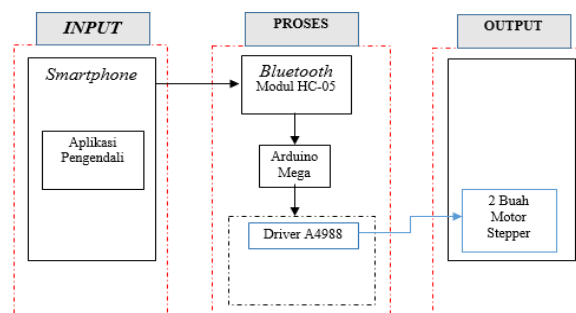 INPUT
Smartphone
Aplikasi
Pengendali
PROSES
Bluetooth
Modul HC-05
Arduino
Mega
Driver A4988
OUTPUT
2 Buah
Motor
Stepper